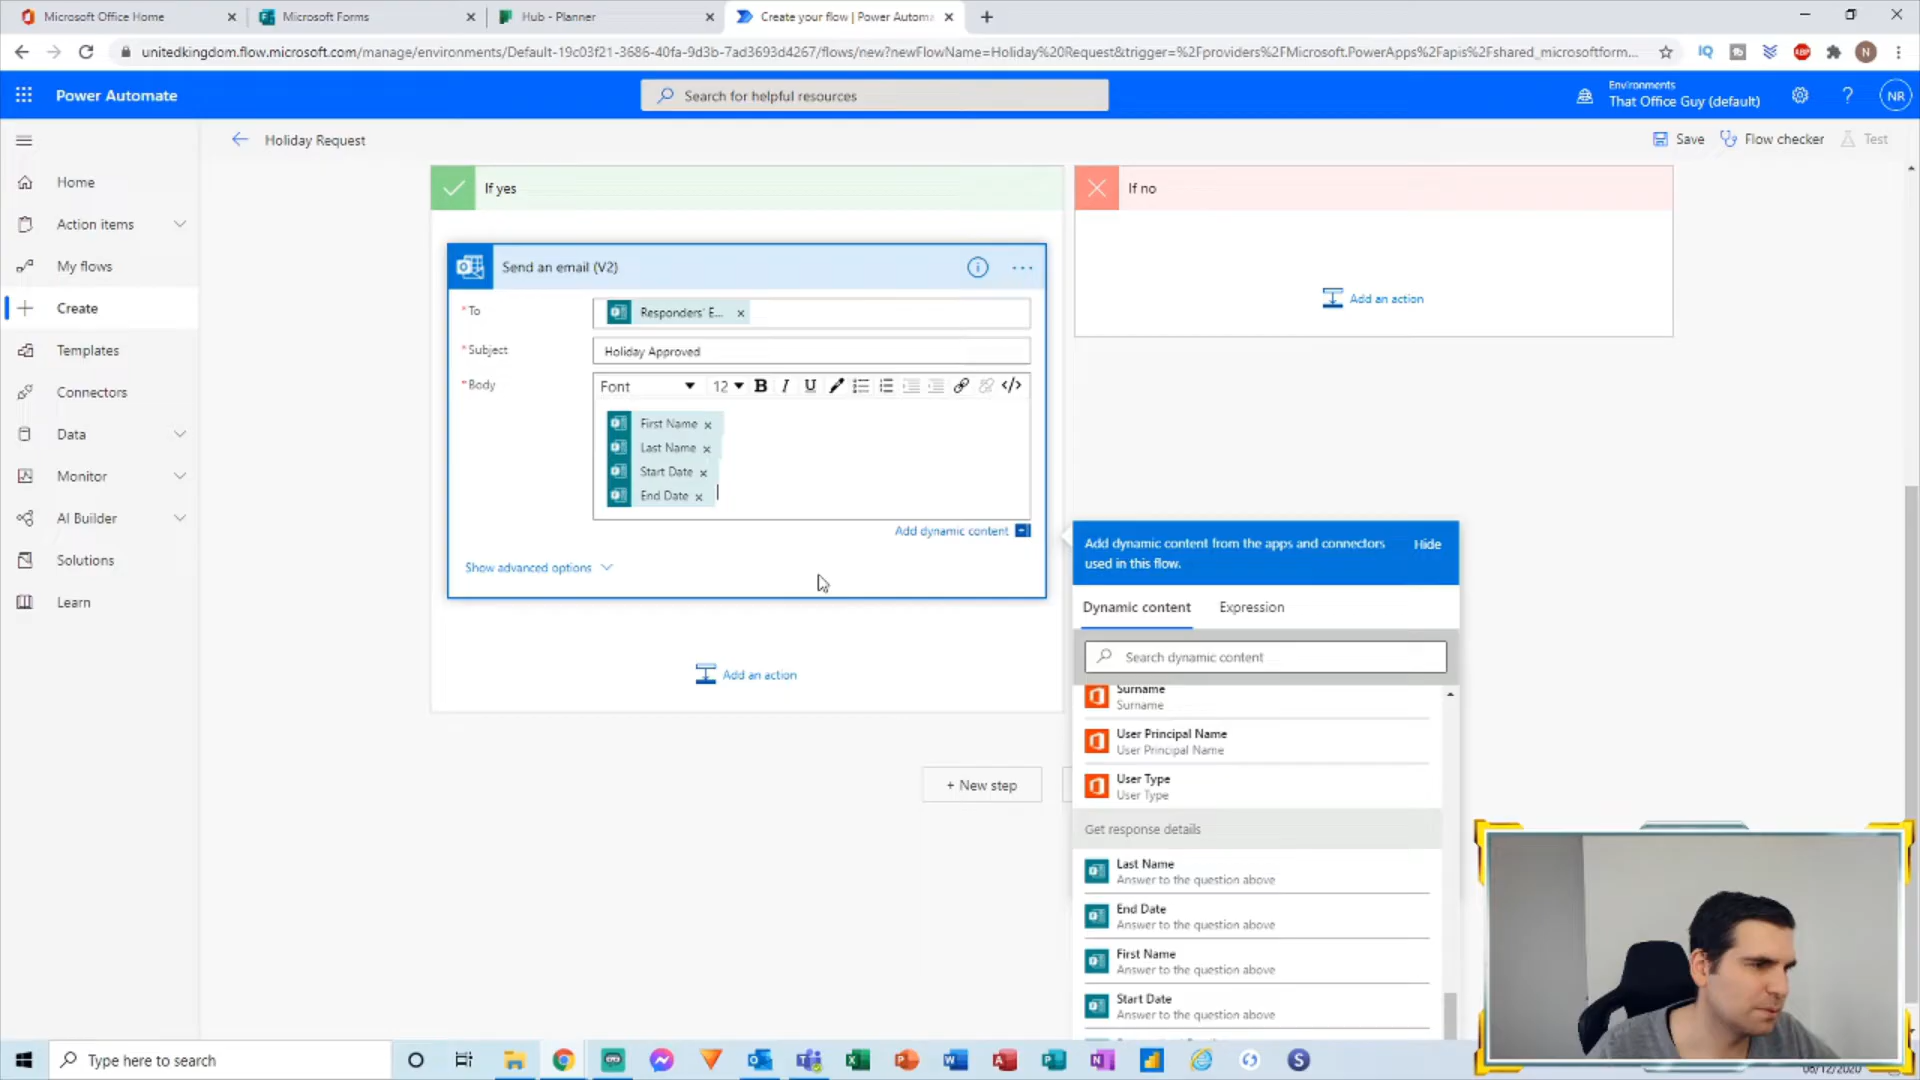 Microsoft Office Home
Microsoft Forms
Hub - Planner
Create your flow | Power Automa
unitedkingdom.flow.microsoft.com/manage/environments/Default-19c03f21-3686-40fa-9d3b-7ad3693d4267/flows/new?newFlowName=Holiday%20Request&trigger=%2Fproviders%2FMicrosoft.PowerApps%2Fapis%2Fshared_microsoftform...
N
Power Automate
Search for helpful resources
Environments
That Office Guy (default)
?
NR
Holiday Request
Save
Flow checker
Test
Home
Action items
My flows
Create
Templates
Connectors
Data
Monitor
AI Builder
Solutions
Learn
If yes
If no
Add an action
Send an email (V2)
* To
Responders' E...
* Subject
Holiday Approved
* Body
Font
12
B I U
</>
First Name
Last Name
Start Date
End Date
Add dynamic content
Show advanced options
Add an action
+ New step
Add dynamic content from the apps and connectors
used in this flow.
Hide
Dynamic content
Expression
Search dynamic content
Surname
Surname
User Principal Name
User Principal Name
User Type
User Type
Get response details
Last Name
Answer to the question above
End Date
Answer to the question above
First Name
Answer to the question above
Start Date
Answer to the question above
Type here to search